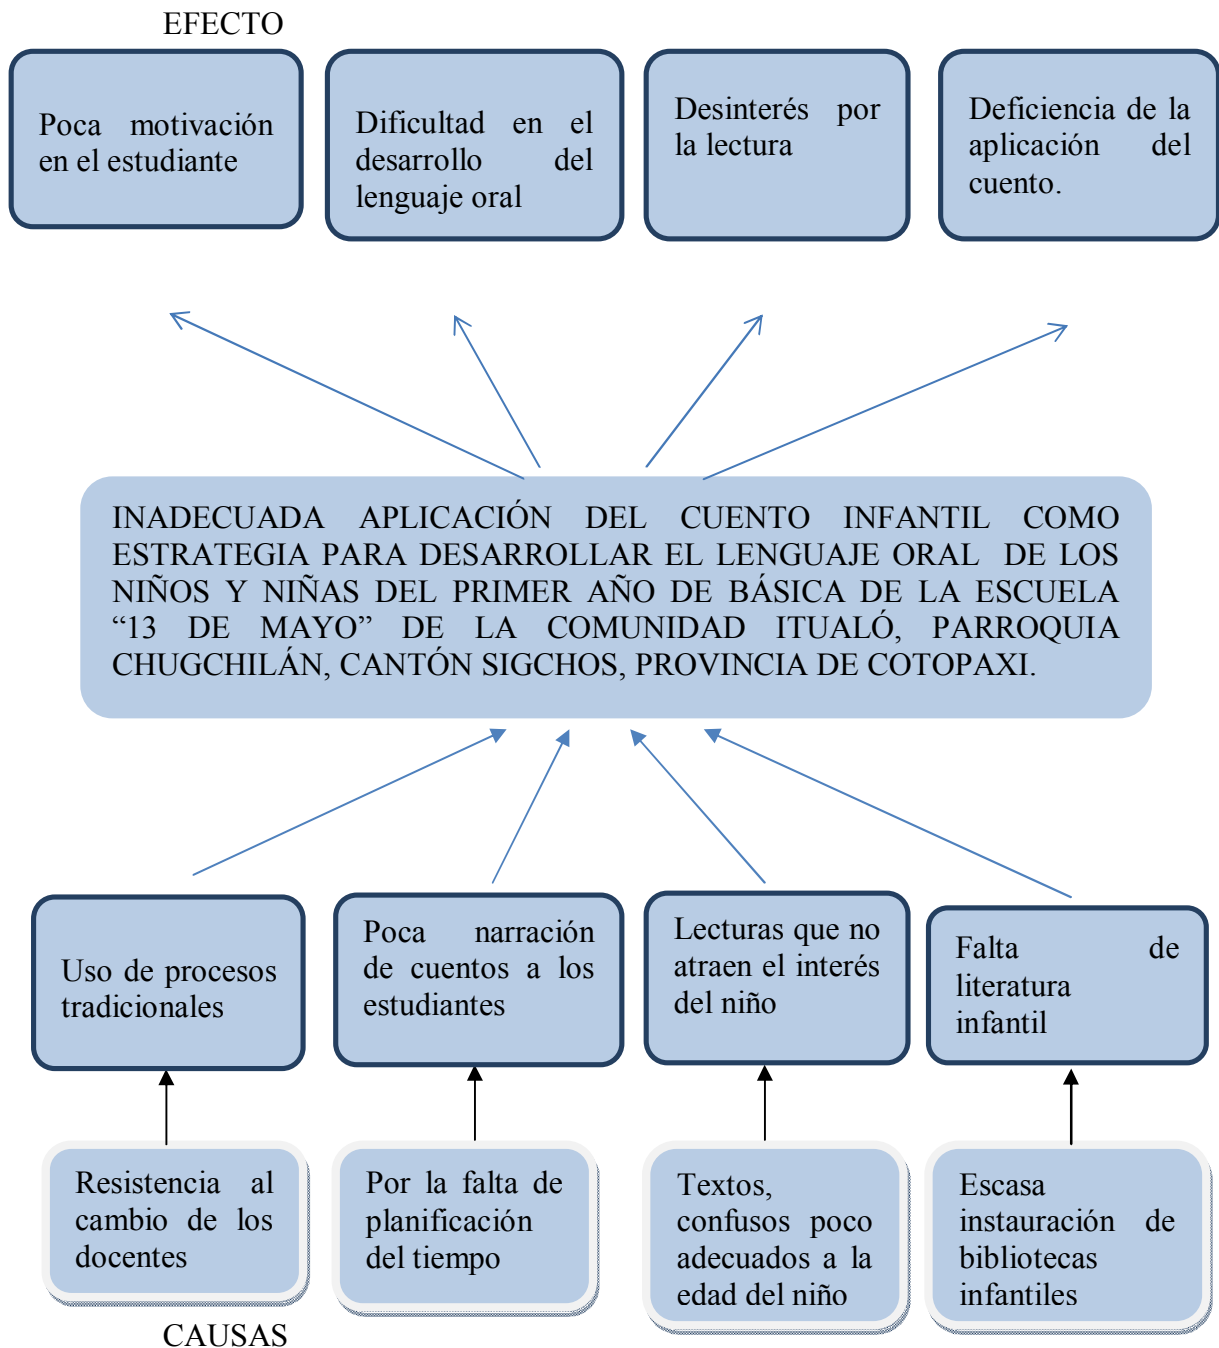 EFECTO
Poca motivación
en el estudiante
Dificultad en el
desarrollo del
lenguaje oral
Desinterés por
la lectura
Deficiencia de la
aplicación del
cuento.
INADECUADA APLICACIÓN DEL CUENTO INFANTIL COMO
ESTRATEGIA PARA DESARROLLAR EL LENGUAJE ORAL DE LOS
NIÑOS Y NIÑAS DEL PRIMER AÑO DE BÁSICA DE LA ESCUELA
“13 DE MAYO” DE LA COMUNIDAD ITUALÓ, PARROQUIA
CHUGCHILÁN, CANTÓN SIGCHOS, PROVINCIA DE COTOPAXI.
Uso de procesos
tradicionales
Poca narración
de cuentos a los
estudiantes
Lecturas que no
atraen el interés
del niño
Falta de
literatura
infantil
Resistencia al
cambio de los
docentes
Por la falta de
planificación
del tiempo
Textos,
confusos poco
adecuados a la
edad del niño
Escasa
instauración de
bibliotecas
infantiles
CAUSAS